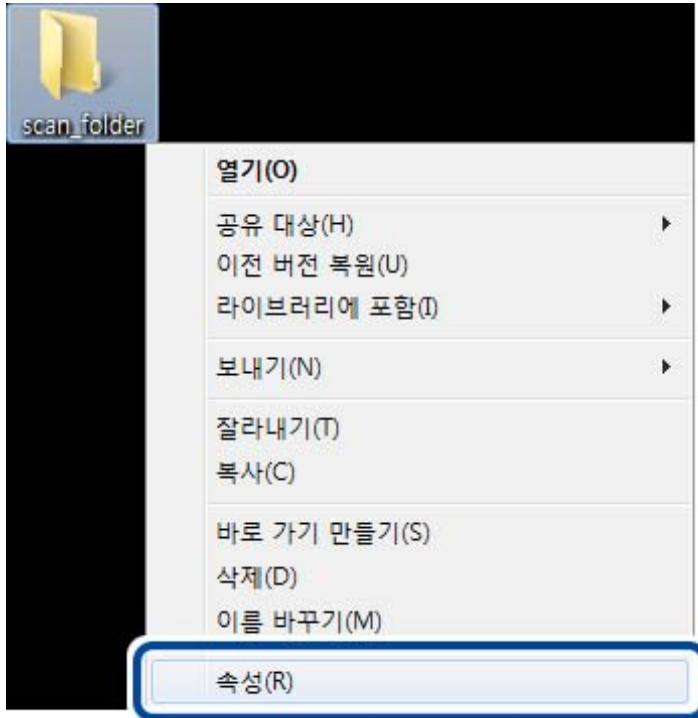 scan_folder
열기(O)
공유 대상(H)
이전 버전 복원(U)
라이브러리에 포함(I)
보내기(N)
잘라내기(T)
복사(C)
바로 가기 만들기(S)
삭제(D)
이름 바꾸기(M)
속성(R)